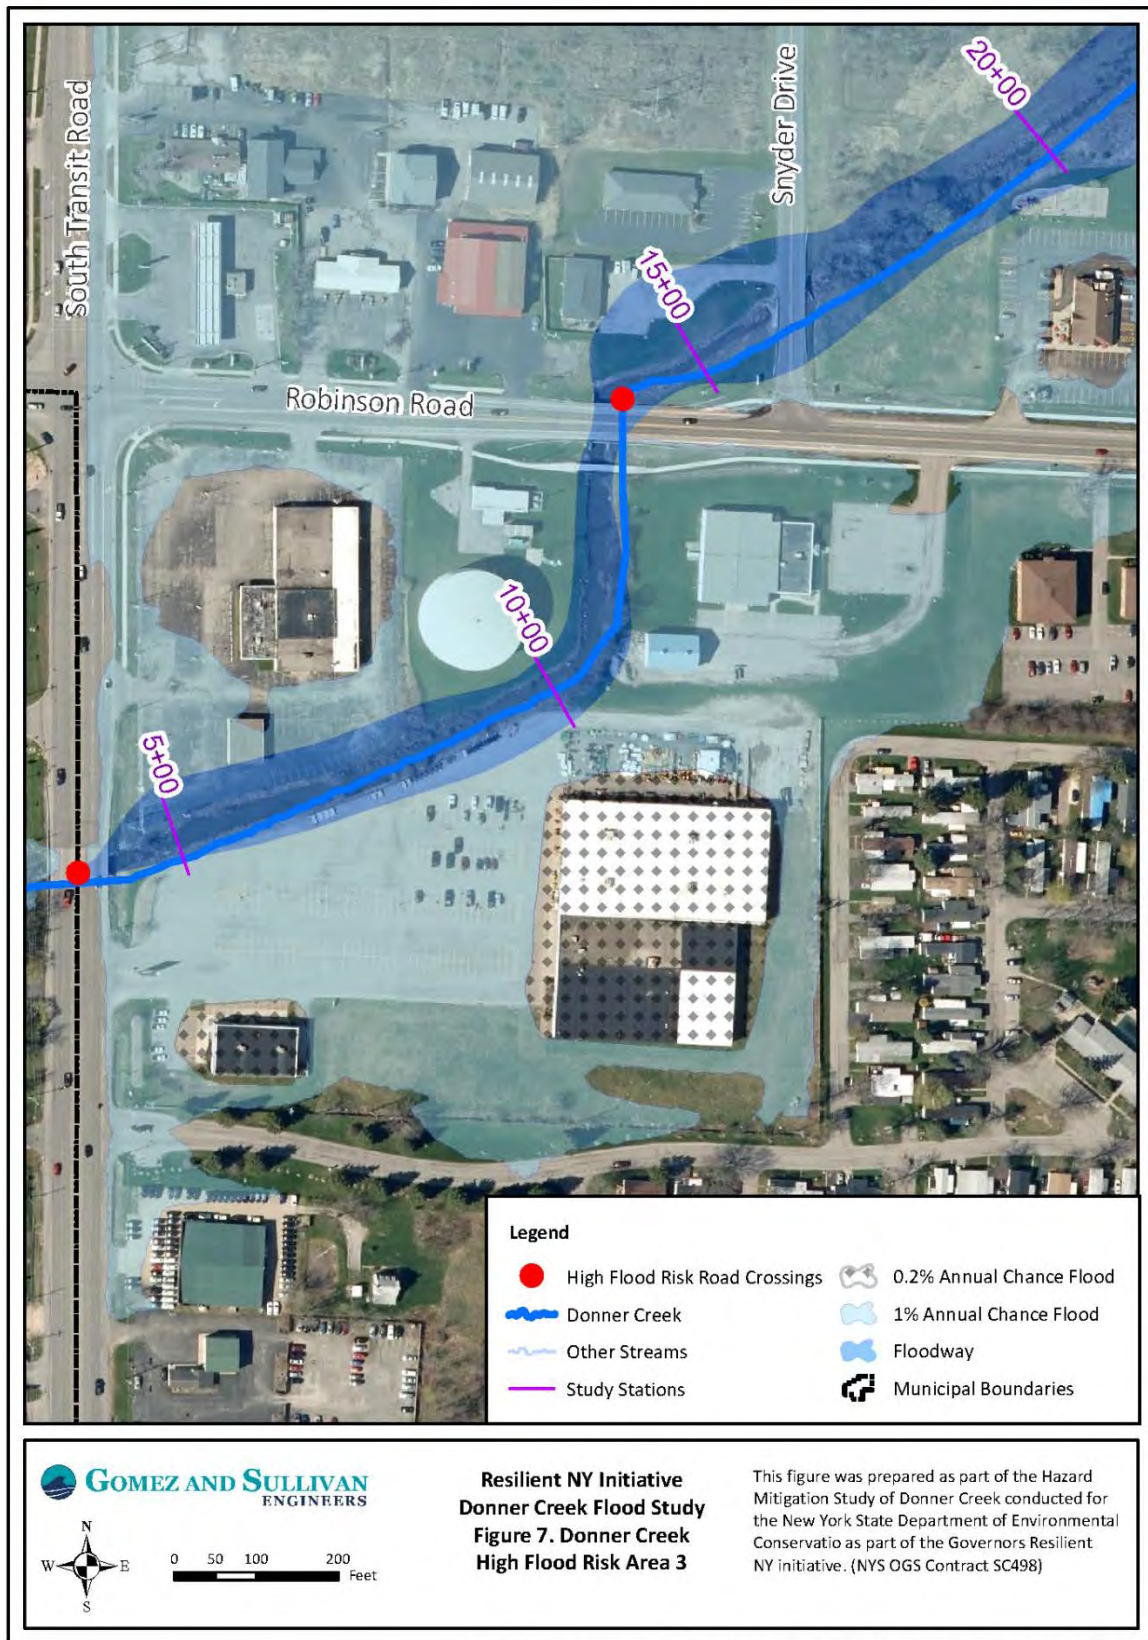 South Transit Road
Snyder Drive
20+00
15+00
Robinson Road
10+00
5+00
Legend
High Flood Risk Road Crossings
Donner Creek
Other Streams
Study Stations
0.2% Annual Chance Flood
1% Annual Chance Flood
Floodway
Municipal Boundaries
GOMEZ AND SULLIVAN
ENGINEERS
N
W E
S
0 50 100 200
Feet
Resilient NY Initiative
Donner Creek Flood Study
Figure 7. Donner Creek
High Flood Risk Area 3
This figure was prepared as part of the Hazard
Mitigation Study of Donner Creek conducted for
the New York State Department of Environmental
Conservatio as part of the Governors Resilient
NY initiative. (NYS OGS Contract SC498)